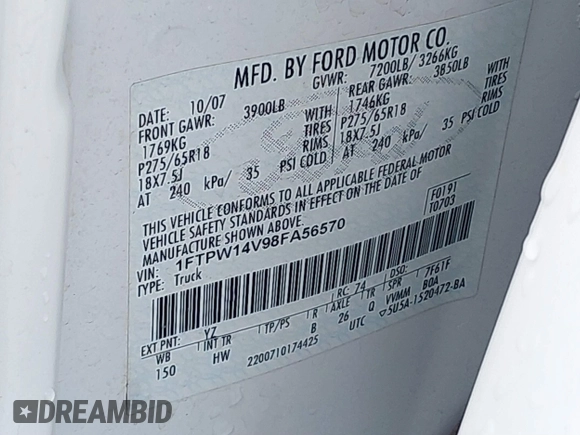 MFD. BY FORD MOTOR CO.
DATE: 10/07 GVWR: 7200LB/ 3266KG
FRONT GAWR: 3900LB REAR GAWR: 3850LB
1769KG WITH 1746KG WITH
P275/65R18 TIRES P275/65R18 TIRES
18X7.5J RIMS 18X7.5J RIMS
AT 240 kPa/ 35 PSI COLD AT 240 kPa/ 35 PSI COLD
THIS VEHICLE CONFORMS TO ALL APPLICABLE FEDERAL MOTOR
VEHICLE SAFETY STANDARDS IN EFFECT ON THE DATE OF
MANUFACTURE SHOWN ABOVE.
VIN: 1FTPW14V98FA56570 F0191
TYPE: Truck T0703
EXT PNT: YZ RC: Z4 DSO: 7F61F
WB INT TR TP/PS R AXLE TR SPR
150 HW B 26 Q VVMM B0A
2200710174425 UTC 5U5A-1520472-BA
DREAMBID